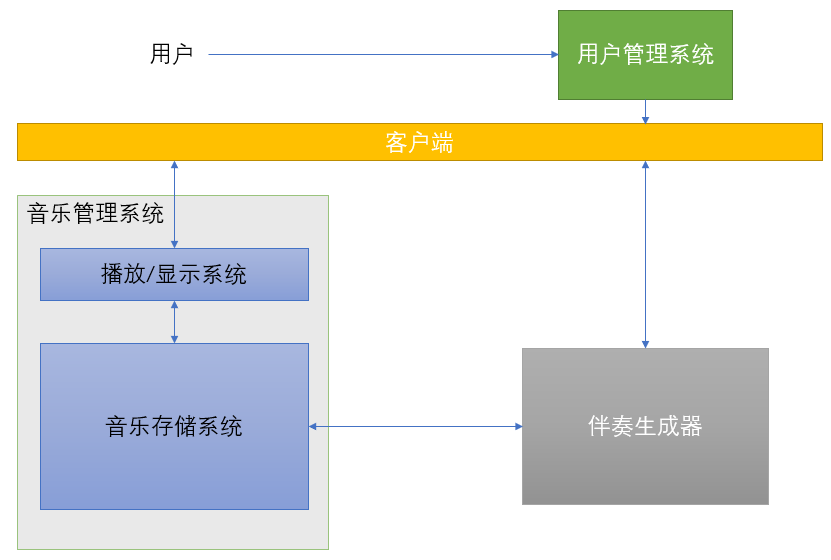 用户
用户管理系统
客户端
音乐管理系统
播放/显示系统
音乐存储系统
伴奏生成器